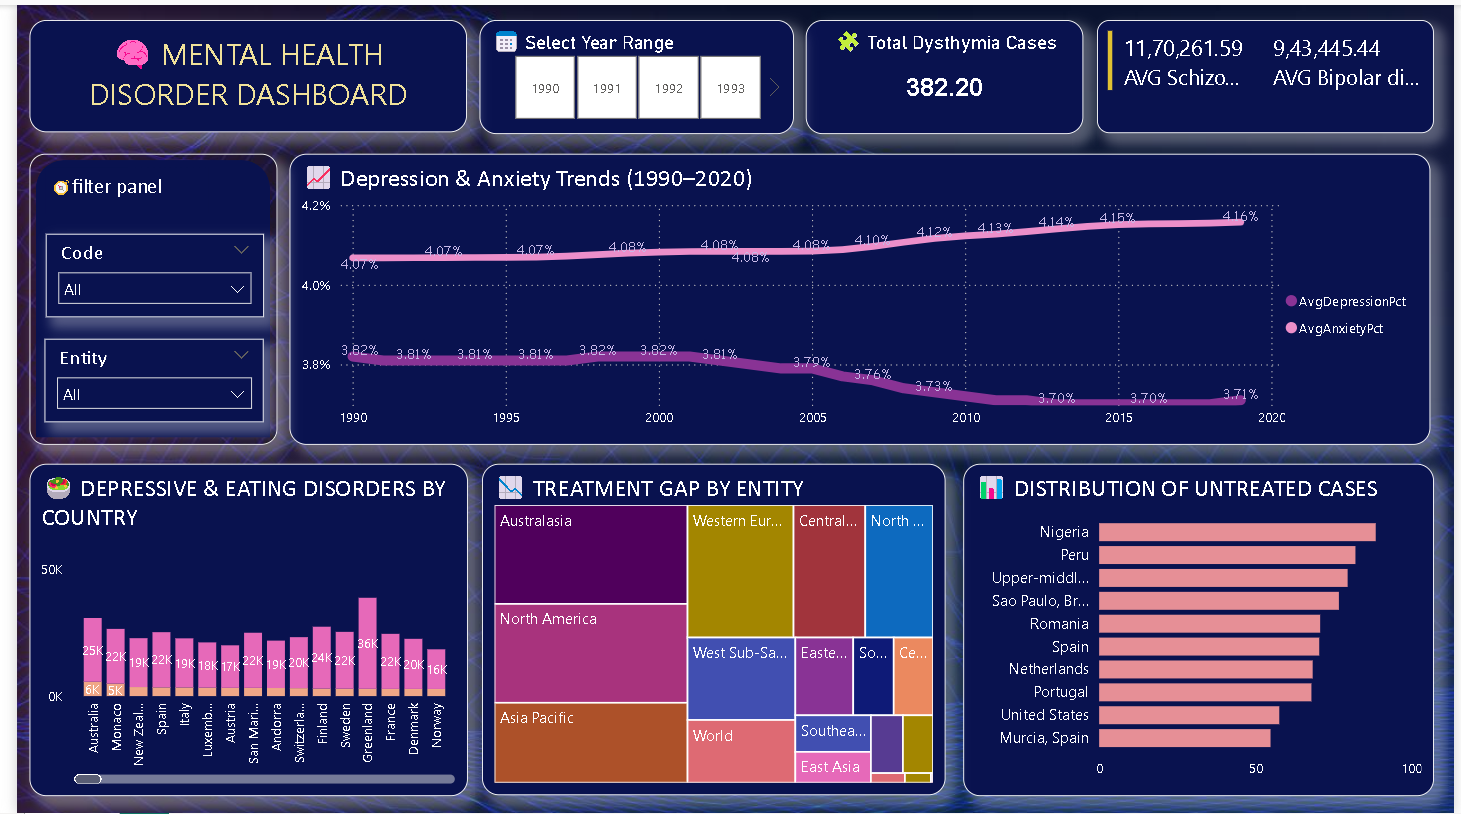 MENTAL HEALTH
DISORDER DASHBOARD
Select Year Range
1990
1991
1992
1993
Total Dysthymia Cases
382.20
11,70,261.59
AVG Schizo...
9,43,445.44
AVG Bipolar di...
filter panel
Code
All
Entity
All
Depression & Anxiety Trends (1990–2020)
4.2%
4.0%
3.8%
4.07%
4.07%
4.07%
4.08%
4.08%
4.08%
4.08%
4.10%
4.12%
4.13%
4.14%
4.15%
4.16%
3.82%
3.81%
3.81%
3.81%
3.82%
3.82%
3.81%
3.79%
3.76%
3.73%
3.70%
3.70%
3.71%
1990
1995
2000
2005
2010
2015
2020
AvgDepressionPct
AvgAnxietyPct
DEPRESSIVE & EATING DISORDERS BY
COUNTRY
50K
0K
25K
22K
19K
22K
19K
18K
17K
22K
19K
20K
24K
22K
36K
22K
20K
16K
6K
5K
Australia
Monaco
New Zeal...
Spain
Italy
Luxemb...
Austria
San Mari...
Andorra
Switzerla...
Finland
Sweden
Greenland
France
Denmark
Norway
TREATMENT GAP BY ENTITY
Australasia
North America
Asia Pacific
Western Eur...
West Sub-Sa...
World
Central...
North ...
Easte...
So...
Ce...
Southea...
East Asia
DISTRIBUTION OF UNTREATED CASES
Nigeria
Peru
Upper-middl...
Sao Paulo, Br...
Romania
Spain
Netherlands
Portugal
United States
Murcia, Spain
0
50
100